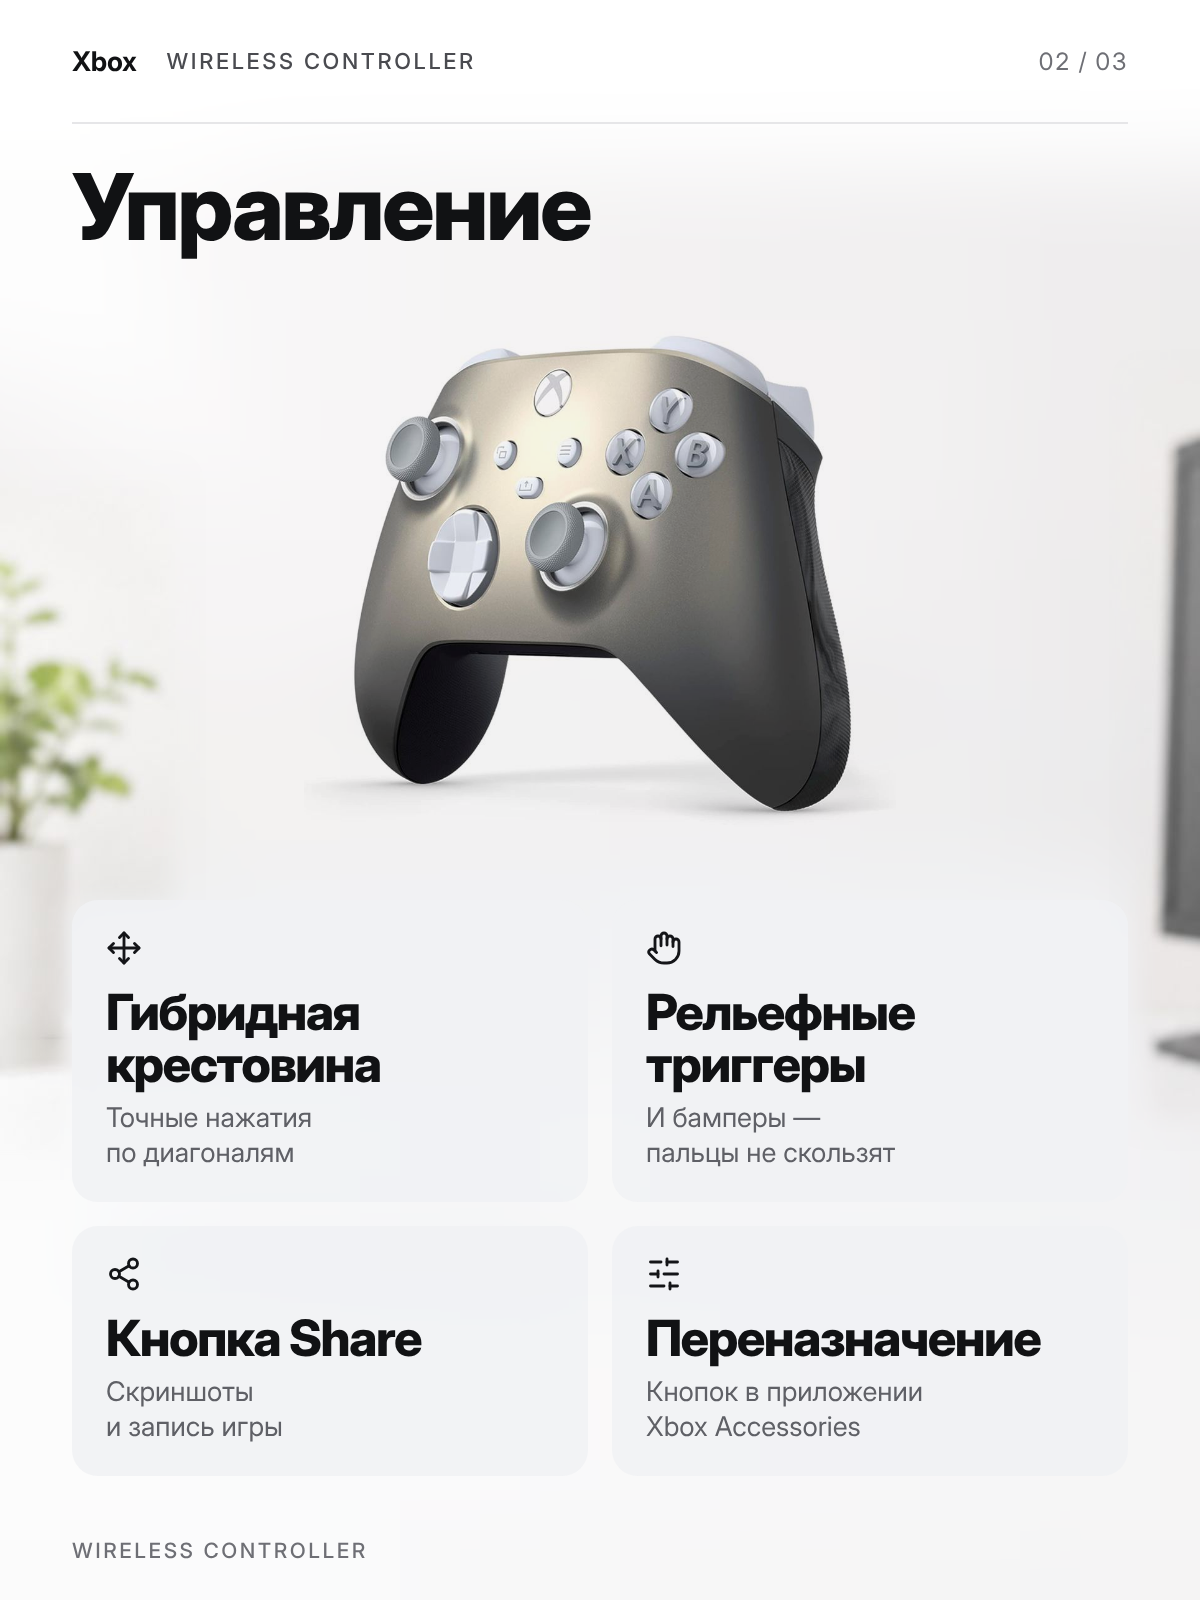 Xbox WIRELESS CONTROLLER 02 / 03
Управление
Y
X B
A
Гибридная
крестовина
Точные нажатия
по диагоналям
Рельефные
триггеры
И бамперы —
пальцы не скользят
Кнопка Share
Скриншоты
и запись игры
Переназначение
Кнопок в приложении
Xbox Accessories
WIRELESS CONTROLLER